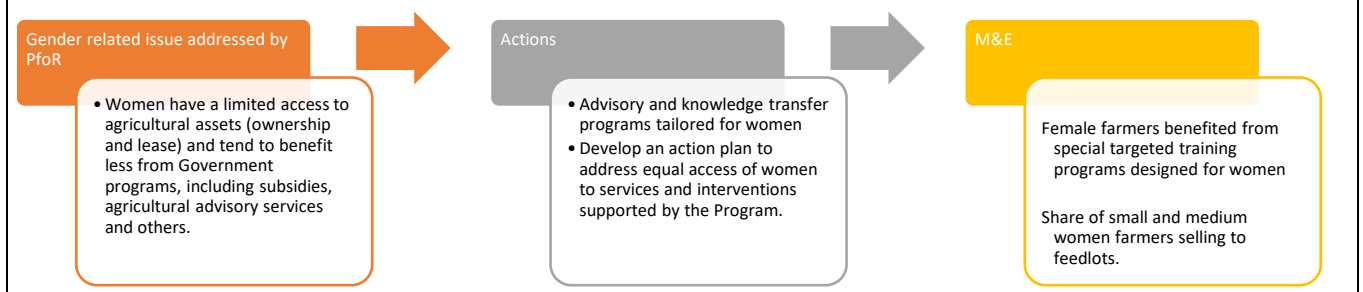 Gender related issue addressed by
PfoR
• Women have a limited access to
agricultural assets (ownership
and lease) and tend to benefit
less from Government
programs, including subsidies,
agricultural advisory services
and others.
Actions
• Advisory and knowledge transfer
programs tailored for women
• Develop an action plan to
address equal access of women
to services and interventions
supported by the Program.
M&E
Female farmers benefited from
special targeted training
programs designed for women
Share of small and medium
women farmers selling to
feedlots.